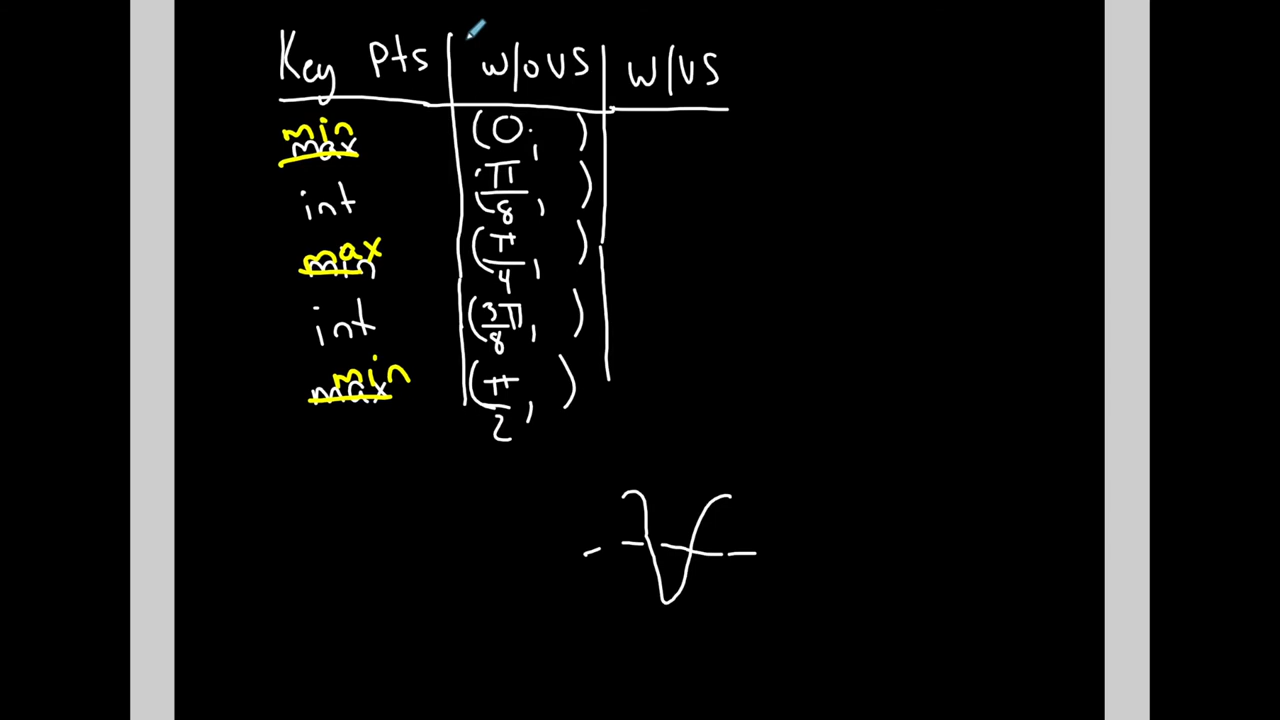 Key Pts w/o VS w/ VS
min
max (0, )
int (π/8, )
max
min (π/4, )
int (3π/8, )
min
max (π/2, )